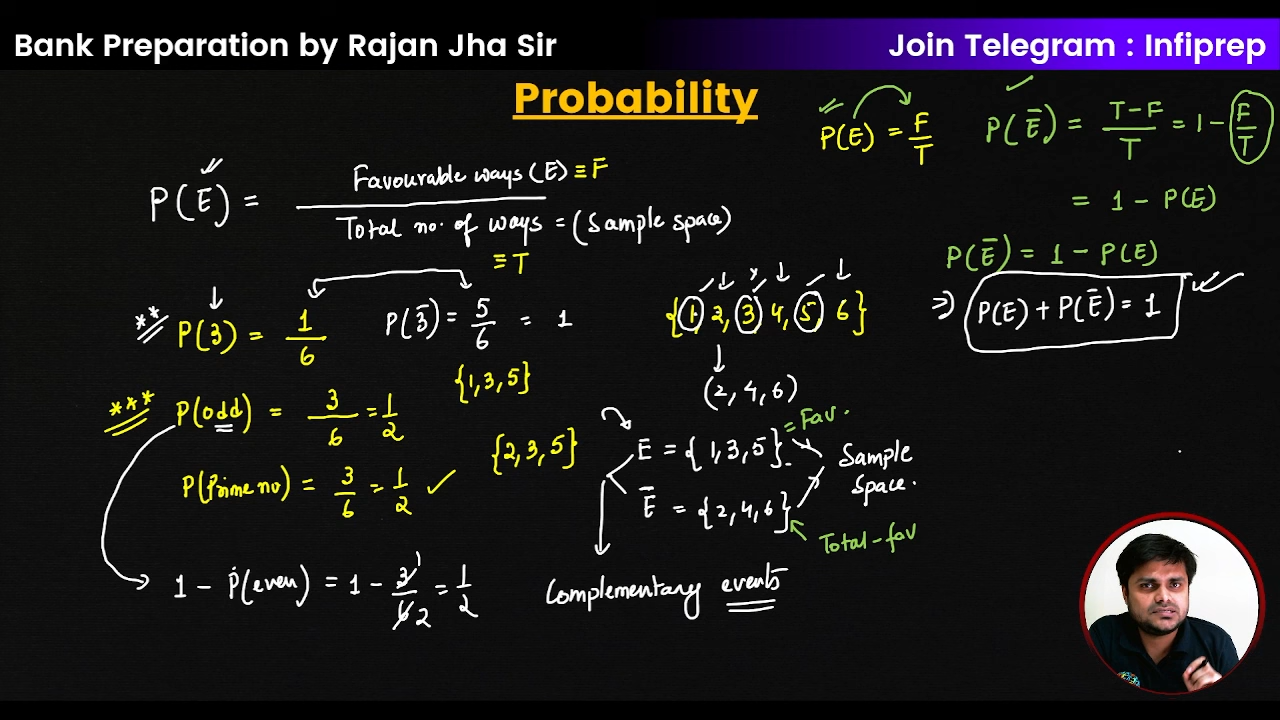 Bank Preparation by Rajan Jha Sir
Join Telegram : Infiprep
Probability
P(E) = F/T
P(Ē) = T-F/T = 1 - F/T
= 1 - P(E)
P(Ē) = 1 - P(E)
⇒ P(E) + P(Ē) = 1
P(E) = Favourable ways (E) ≡ F
Total no. of ways = (Sample space)
≡ T
** P(3) = 1/6
P(3̄) = 5/6 = 1
{1, 2, 3, 4, 5, 6}
(2, 4, 6)
{1, 3, 5}
*** P(odd) = 3/6 = 1/2
{2, 3, 5}
P(Prime no) = 3/6 = 1/2 ✓
E = {1, 3, 5} = Fav.
Ē = {2, 4, 6}
Sample
Space.
Total - fav
1 - P(even) = 1 - 3/6 1/2 = 1/2
Complementary events